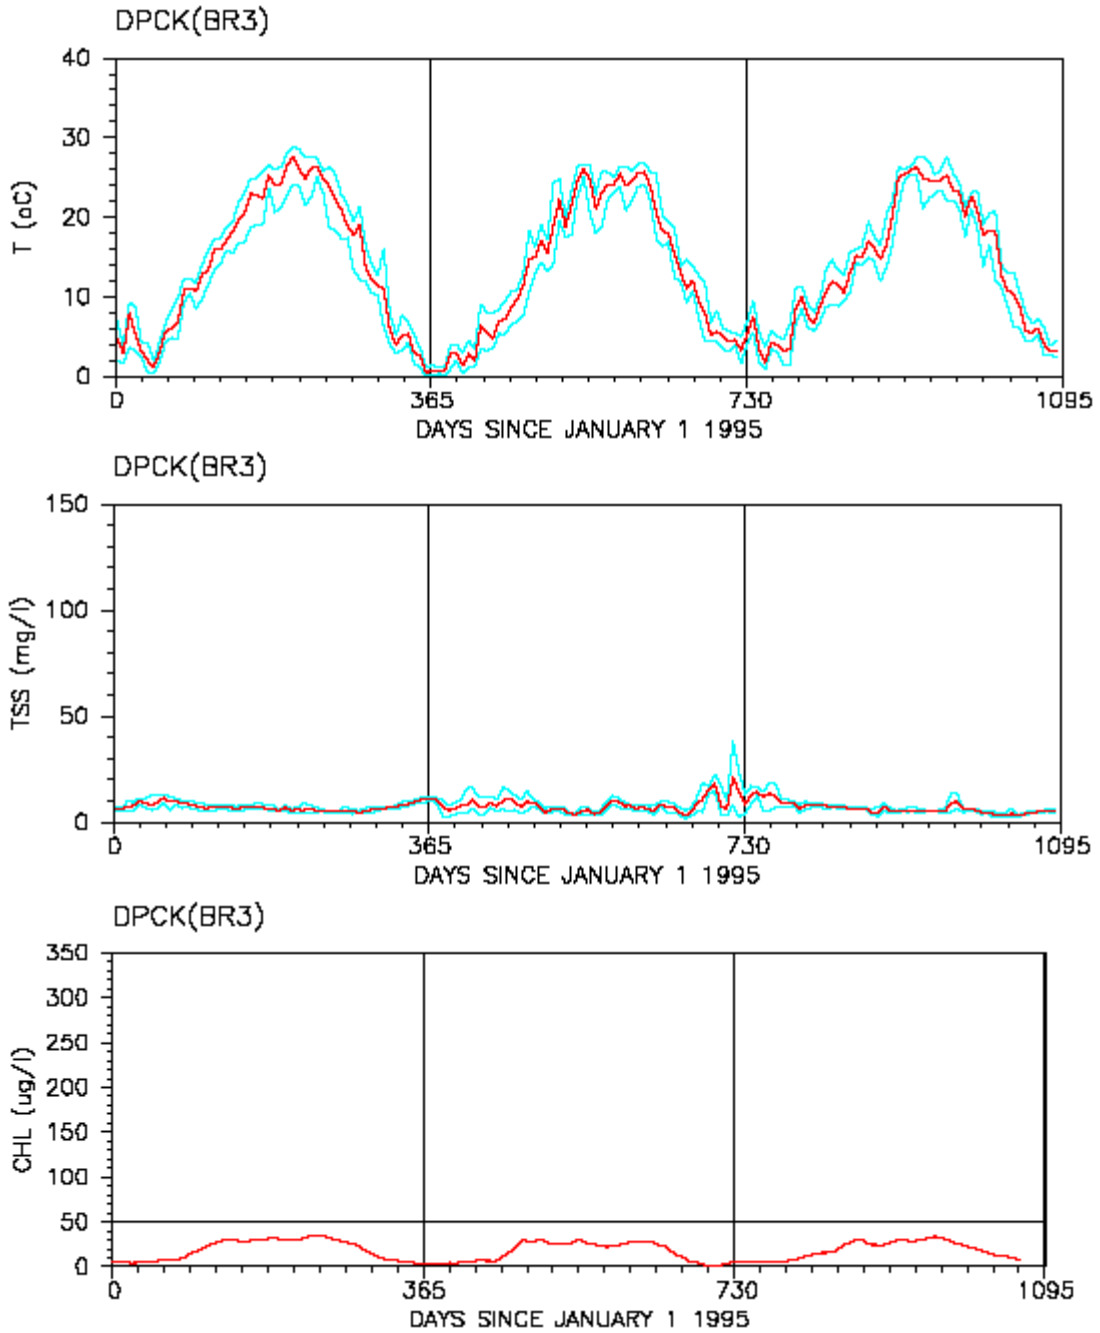 DPCK(BR3)
40
30
20
10
0
T (oC)
0 365 730 1095
DAYS SINCE JANUARY 1 1995
DPCK(BR3)
150
100
50
0
TSS (mg/l)
0 365 730 1095
DAYS SINCE JANUARY 1 1995
DPCK(BR3)
350
300
250
200
150
100
50
0
CHL (ug/l)
0 365 730 1095
DAYS SINCE JANUARY 1 1995